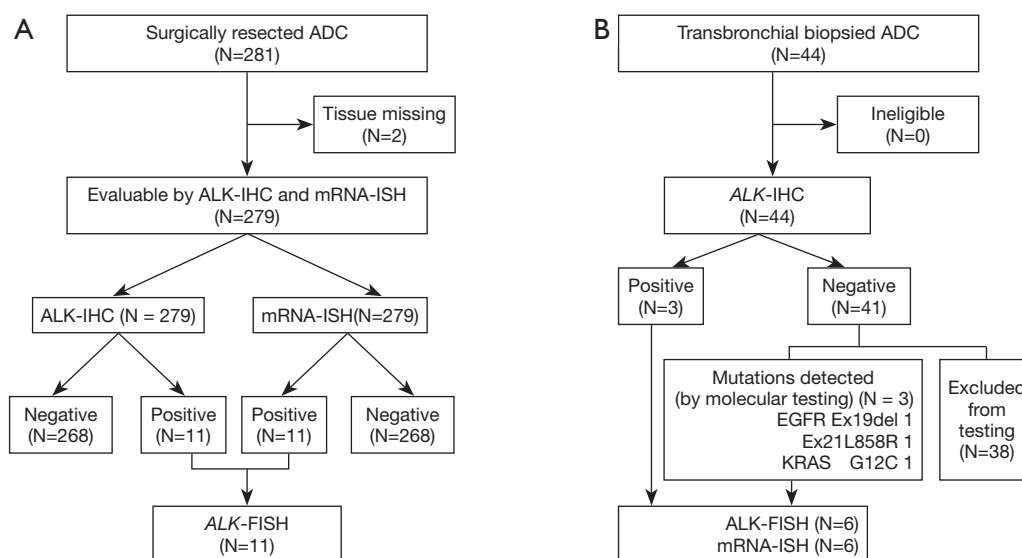 A
Surgically resected ADC
(N=281)
Tissue missing
(N=2)
Evaluable by ALK-IHC and mRNA-ISH
(N=279)
ALK-IHC (N = 279)
mRNA-ISH(N=279)
Negative
(N=268)
Positive
(N=11)
Positive
(N=11)
Negative
(N=268)
ALK-FISH
(N=11)
B
Transbronchial biopsied ADC
(N=44)
Ineligible
(N=0)
ALK-IHC
(N=44)
Positive
(N=3)
Negative
(N=41)
Mutations detected
(by molecular testing) (N = 3)
EGFR Ex19del 1
Ex21L858R 1
KRAS G12C 1
Excluded
from
testing
(N=38)
ALK-FISH (N=6)
mRNA-ISH (N=6)